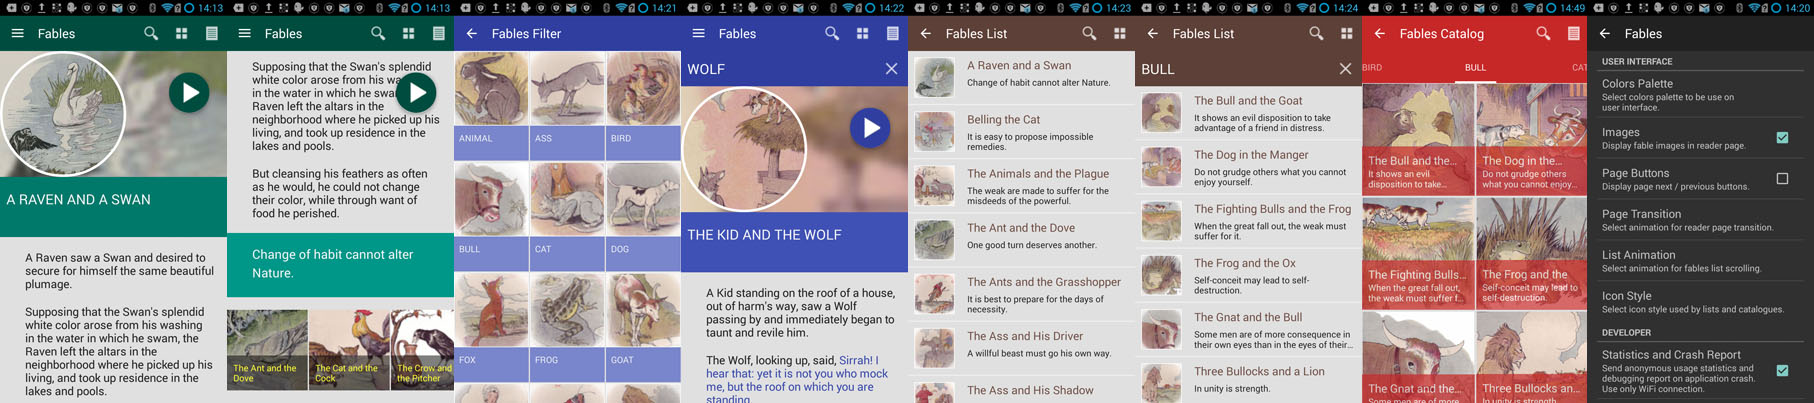 14:13
Fables
A RAVEN AND A SWAN
A Raven saw a Swan and desired to
secure for himself the same beautiful
plumage.
Supposing that the Swan's splendid
white color arose from his washing
in the water in which he swam, the
Raven left the altars in the
neighborhood where he picked up his
living, and took up residence in the
lakes and pools.
14:13
Fables
Supposing that the Swan's splendid
white color arose from his
in the water in which he
Raven left the altars in the
neighborhood where he picked up his
living, and took up residence in the
lakes and pools.
But cleansing his feathers as often
as he would, he could not change
their color, while through want of
food he perished.
Change of habit cannot alter
Nature.
The Ant and the
Dove
The Cat and the
Cock
The Crow and
the Pitcher
14:21
Fables Filter
ANIMAL
ASS
BIRD
BULL
CAT
DOG
FOX
FROG
GOAT
14:22
Fables
WOLF
THE KID AND THE WOLF
A Kid standing on the roof of a house,
out of harm's way, saw a Wolf
passing by and immediately began to
taunt and revile him.
The Wolf, looking up, said, Sirrah! I
hear that: yet it is not you who mock
me, but the roof on which you are
standing.
14:23
Fables List
A Raven and a Swan
Change of habit cannot alter Nature.
Belling the Cat
It is easy to propose impossible
remedies.
The Animals and the Plague
The weak are made to suffer for the
misdeeds of the powerful.
The Ant and the Dove
One good turn deserves another.
The Ants and the Grasshopper
It is best to prepare for the days of
necessity.
The Ass and His Driver
A willful beast must go his own way.
The Ass and His Shadow
14:24
Fables List
BULL
The Bull and the Goat
It shows an evil disposition to take
advantage of a friend in distress.
The Dog in the Manger
Do not grudge others what you cannot
enjoy yourself.
The Fighting Bulls and the Frog
When the great fall out, the weak must
suffer for it.
The Frog and the Ox
Self-conceit may lead to self-
destruction.
The Gnat and the Bull
Some men are of more consequence in
their own eyes than in the eyes of their...
Three Bullocks and a Lion
In unity is strength.
14:49
Fables Catalog
BIRD
BULL
CAT
The Bull and the...
It shows an evil
disposition to take...
The Dog in the...
Do not grudge others
what you cannot enjoy...
The Fighting Bulls...
When the great fall out,
the weak must suffer f...
The Frog and the
Self-conceit may lead to
self-destruction.
The Gnat and the...
Some men are of more
Three Bullocks an...
In unity is strength
14:20
Fables
USER INTERFACE
Colors Palette
Select colors palette to be use on
user interface.
Images
Display fable images in reader page.
Page Buttons
Display page next / previous buttons.
Page Transition
Select animation for reader page transition.
List Animation
Select animation for fables list scrolling.
Icon Style
Select icon style used by lists and catalogues.
DEVELOPER
Statistics and Crash Report
Send anonymous usage statistics and
debugging report on application crash.
Use only WiFi connection.